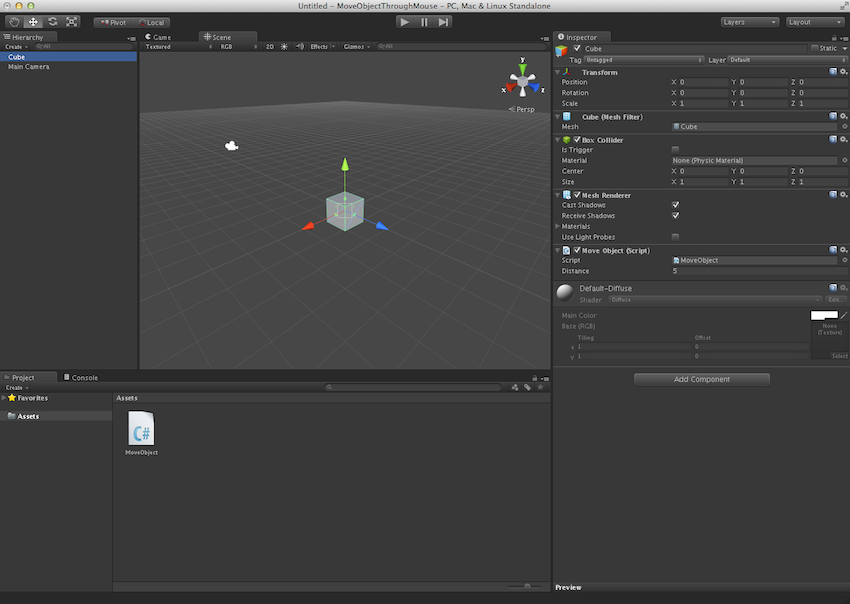 Untitled - MoveObjectThroughMouse - PC, Mac & Linux Standalone
Pivot Local Layers Layout
Hierarchy
Create All
Cube
Main Camera
Game Scene
Textured RGB 2D Effects Gizmos All
y
x z
Persp
Inspector
Cube Static
Tag Untagged Layer Default
Transform
Position X 0 Y 0 Z 0
Rotation X 0 Y 0 Z 0
Scale X 1 Y 1 Z 1
Cube (Mesh Filter)
Mesh Cube
Box Collider
Is Trigger
Material None (Physic Material)
Center X 0 Y 0 Z 0
Size X 1 Y 1 Z 1
Mesh Renderer
Cast Shadows
Receive Shadows
Materials
Use Light Probes
Move Object (Script)
Script MoveObject
Distance 5
Default-Diffuse
Shader Diffuse Edit...
Main Color
Base (RGB) None
(Texture)
Tiling Offset
x 1 0
y 1 0
Select
Add Component
Preview
Project Console
Create
Favorites
Assets
Assets
C#
MoveObject